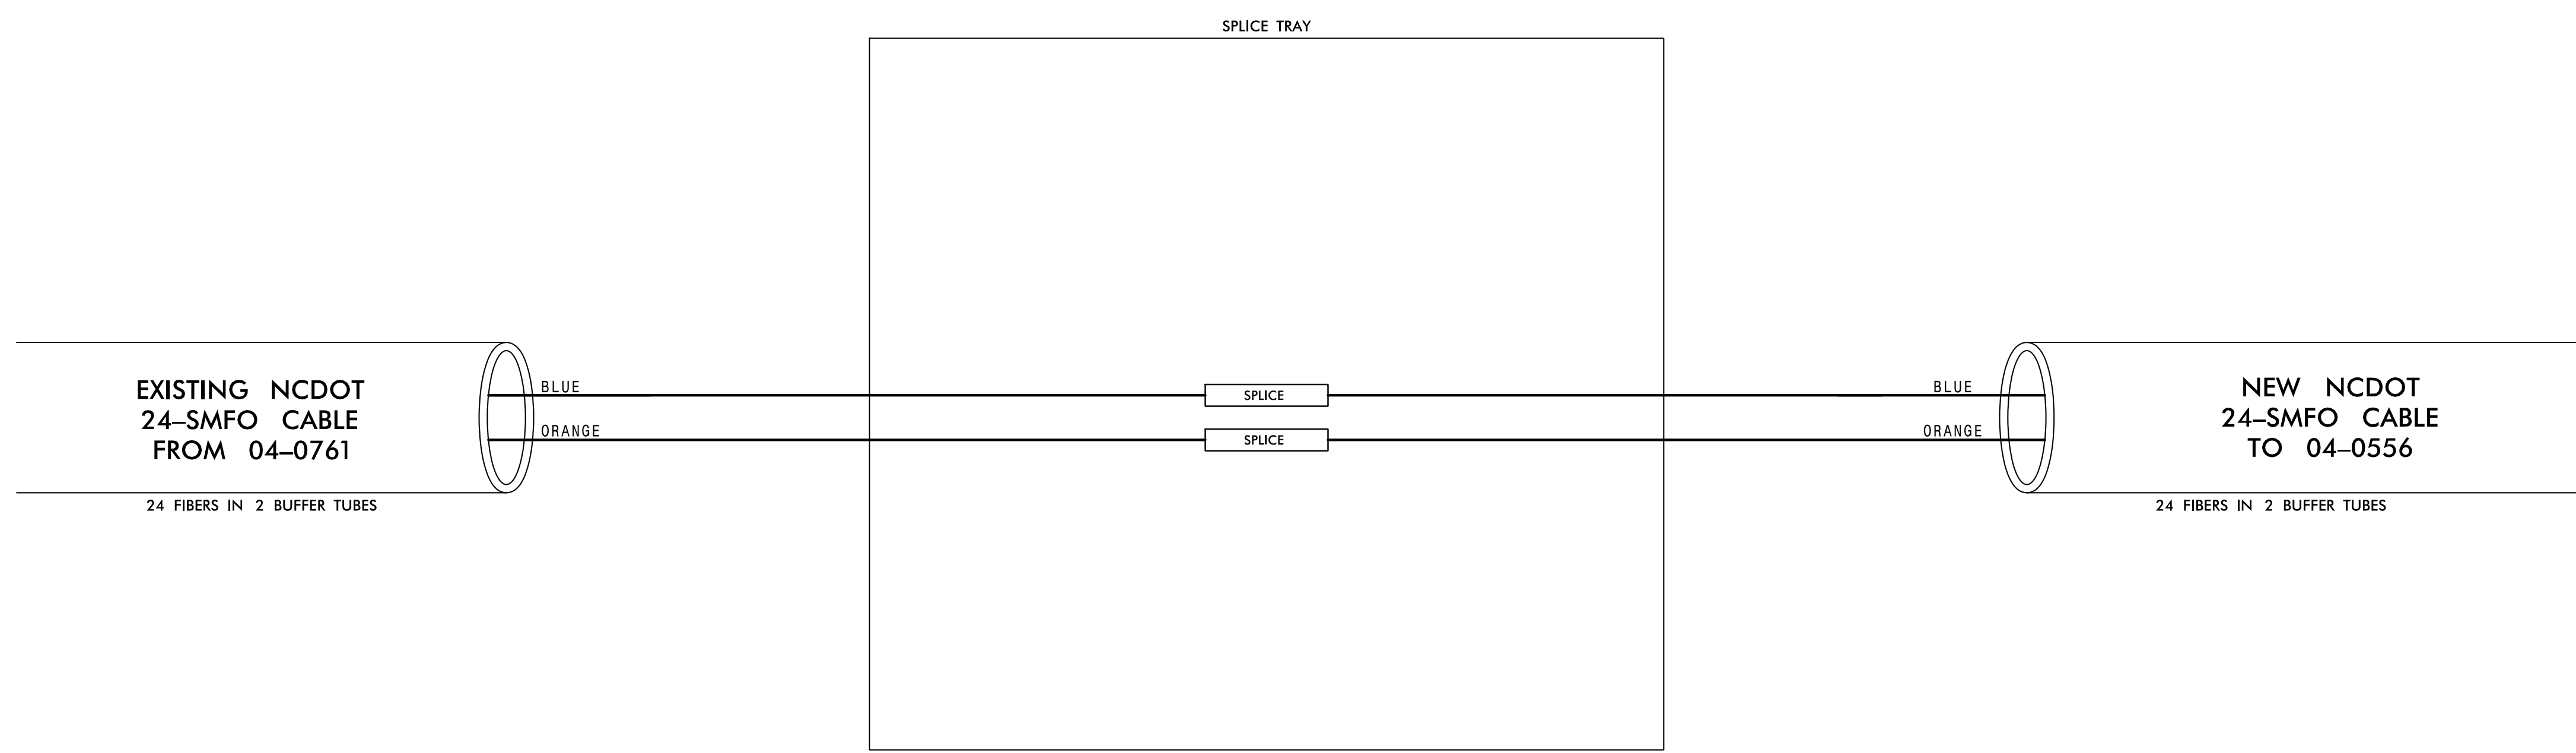 SPLICE TRAY
EXISTING NCDOT
24–SMFO CABLE
FROM 04–0761
24 FIBERS IN 2 BUFFER TUBES
BLUE
ORANGE
SPLICE
SPLICE
BLUE
ORANGE
NEW NCDOT
24–SMFO CABLE
TO 04–0556
24 FIBERS IN 2 BUFFER TUBES